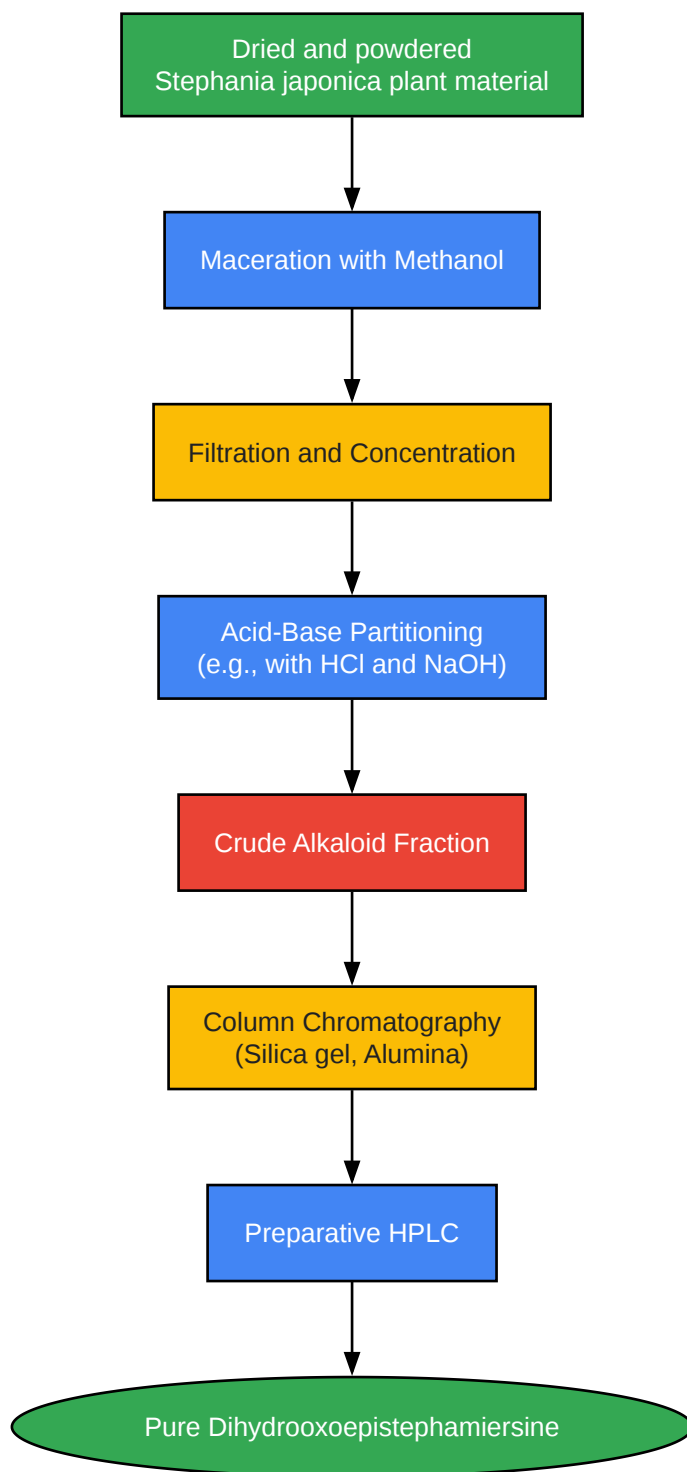 Dried and powdered
Stephania japonica plant material
Maceration with Methanol
Filtration and Concentration
Acid-Base Partitioning
(e.g., with HCl and NaOH)
Crude Alkaloid Fraction
Column Chromatography
(Silica gel, Alumina)
Preparative HPLC
Pure Dihydrooxoepistephamiersine